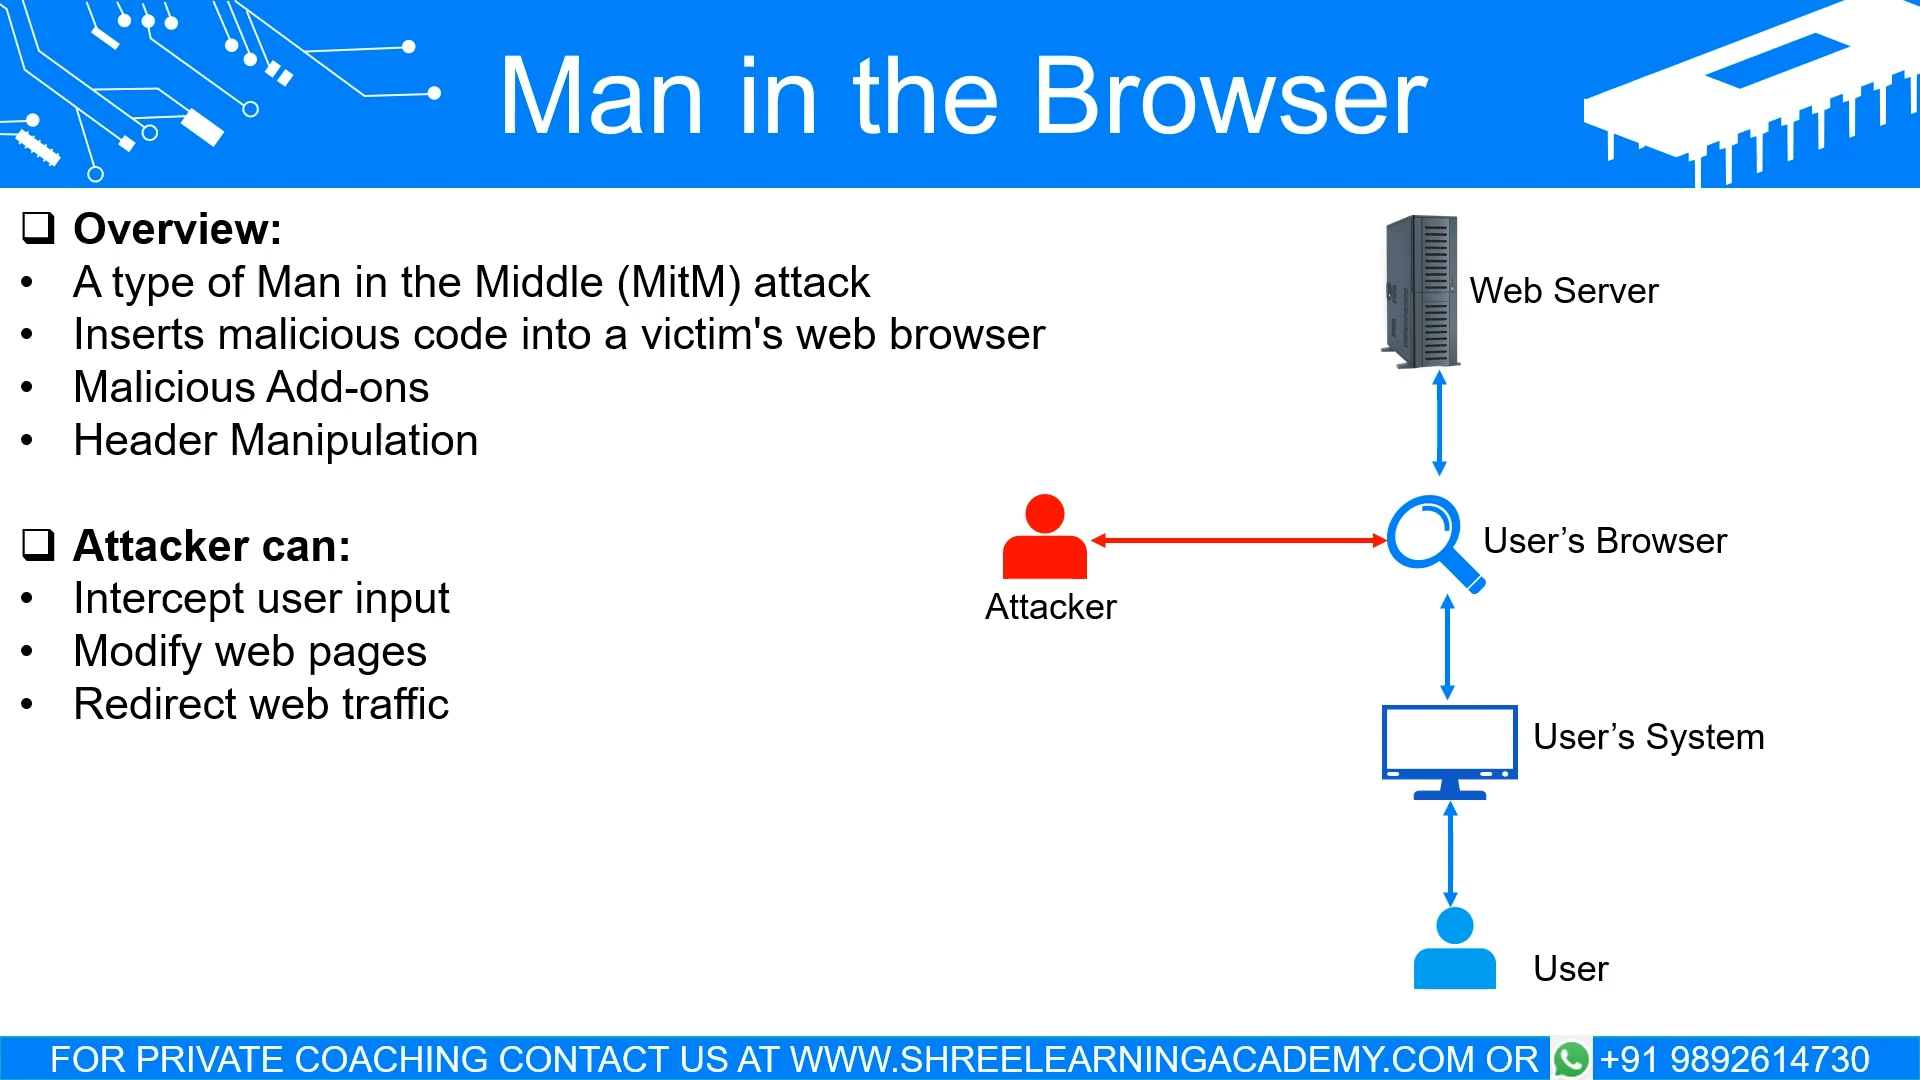 Man in the Browser
❑ Overview:
• A type of Man in the Middle (MitM) attack
• Inserts malicious code into a victim's web browser
• Malicious Add-ons
• Header Manipulation
❑ Attacker can:
• Intercept user input
• Modify web pages
• Redirect web traffic
Web Server
User’s Browser
Attacker
User’s System
User
FOR PRIVATE COACHING CONTACT US AT WWW.SHREELEARNINGACADEMY.COM OR +91 9892614730